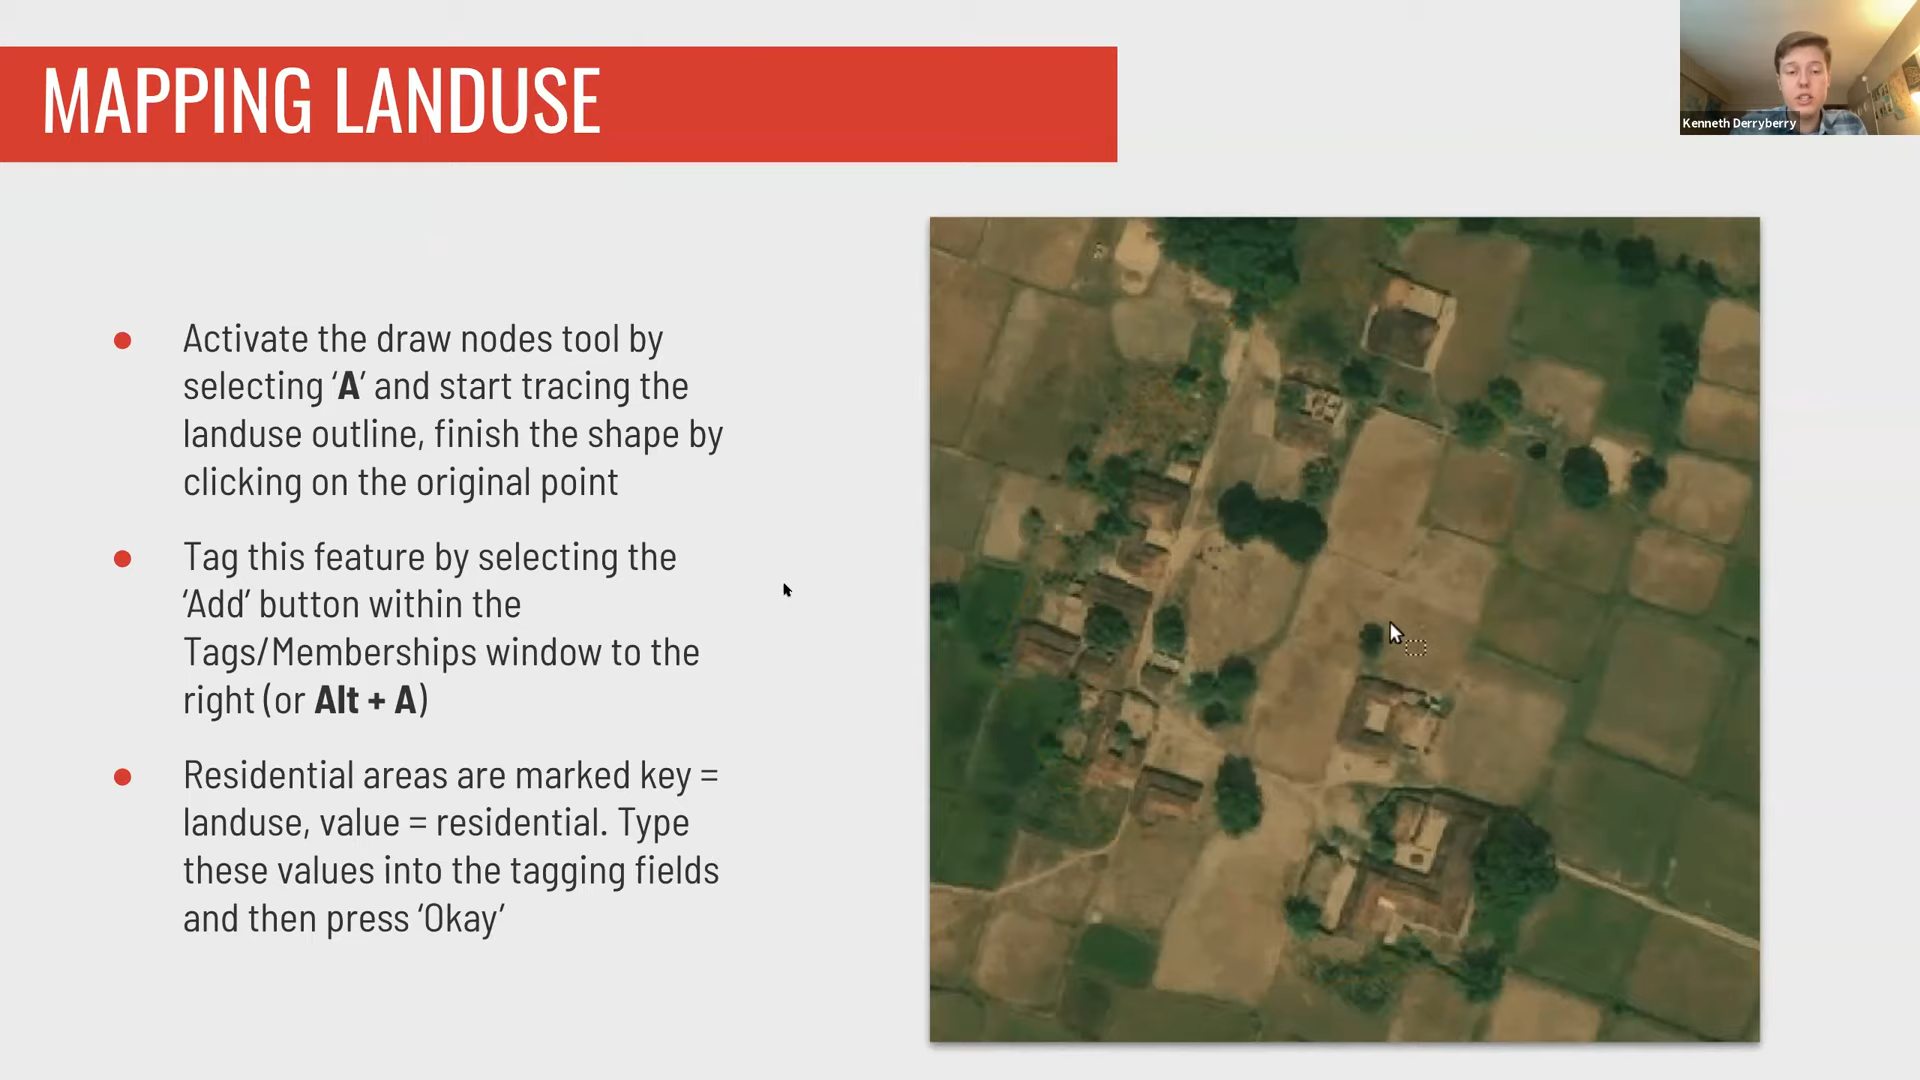 MAPPING LANDUSE
Kenneth Derryberry
Activate the draw nodes tool by
selecting ‘A’ and start tracing the
landuse outline, finish the shape by
clicking on the original point
Tag this feature by selecting the
‘Add’ button within the
Tags/Memberships window to the
right (or Alt + A)
Residential areas are marked key =
landuse, value = residential. Type
these values into the tagging fields
and then press ‘Okay’